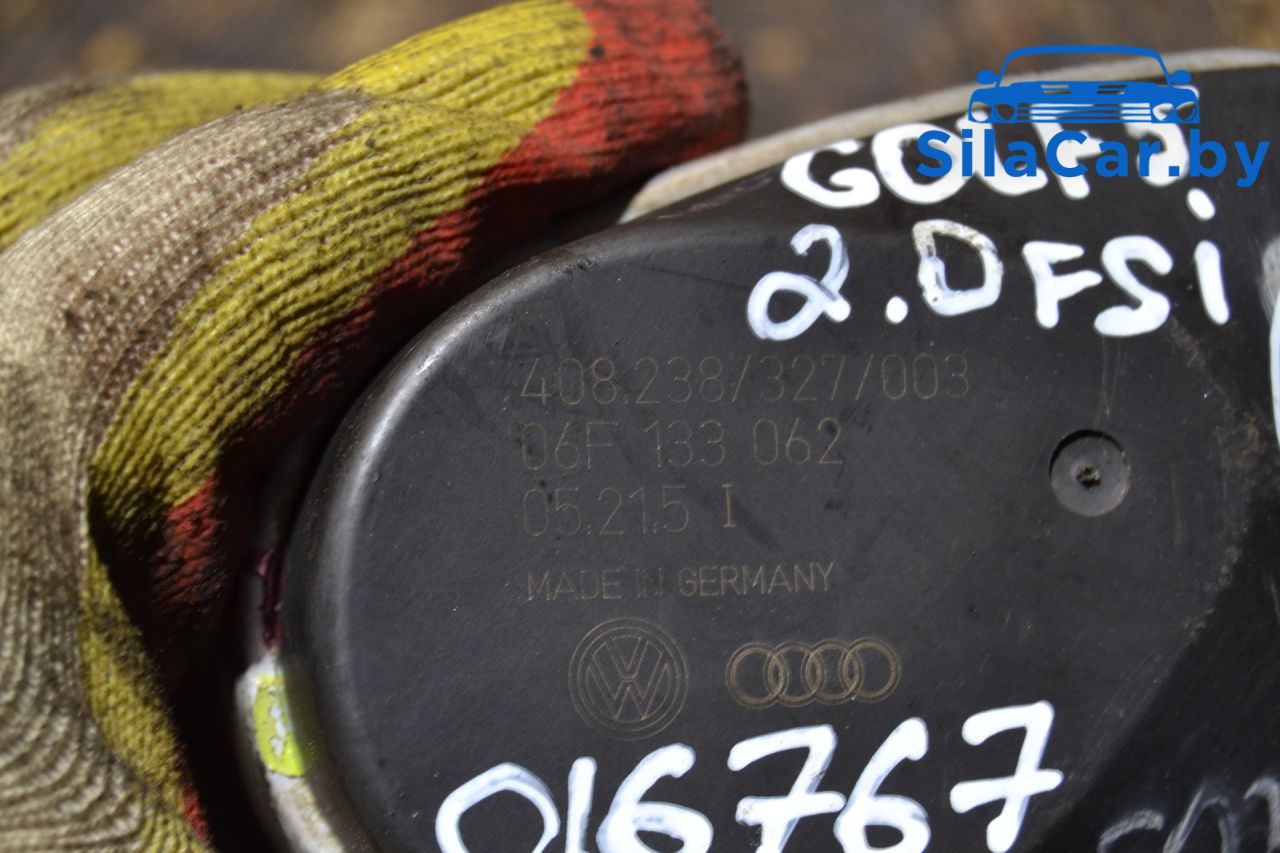 SilaCar.by
2.0FSi
408.238/327/003
06F 133 062
05.21.5 I
MADE IN GERMANY
016767